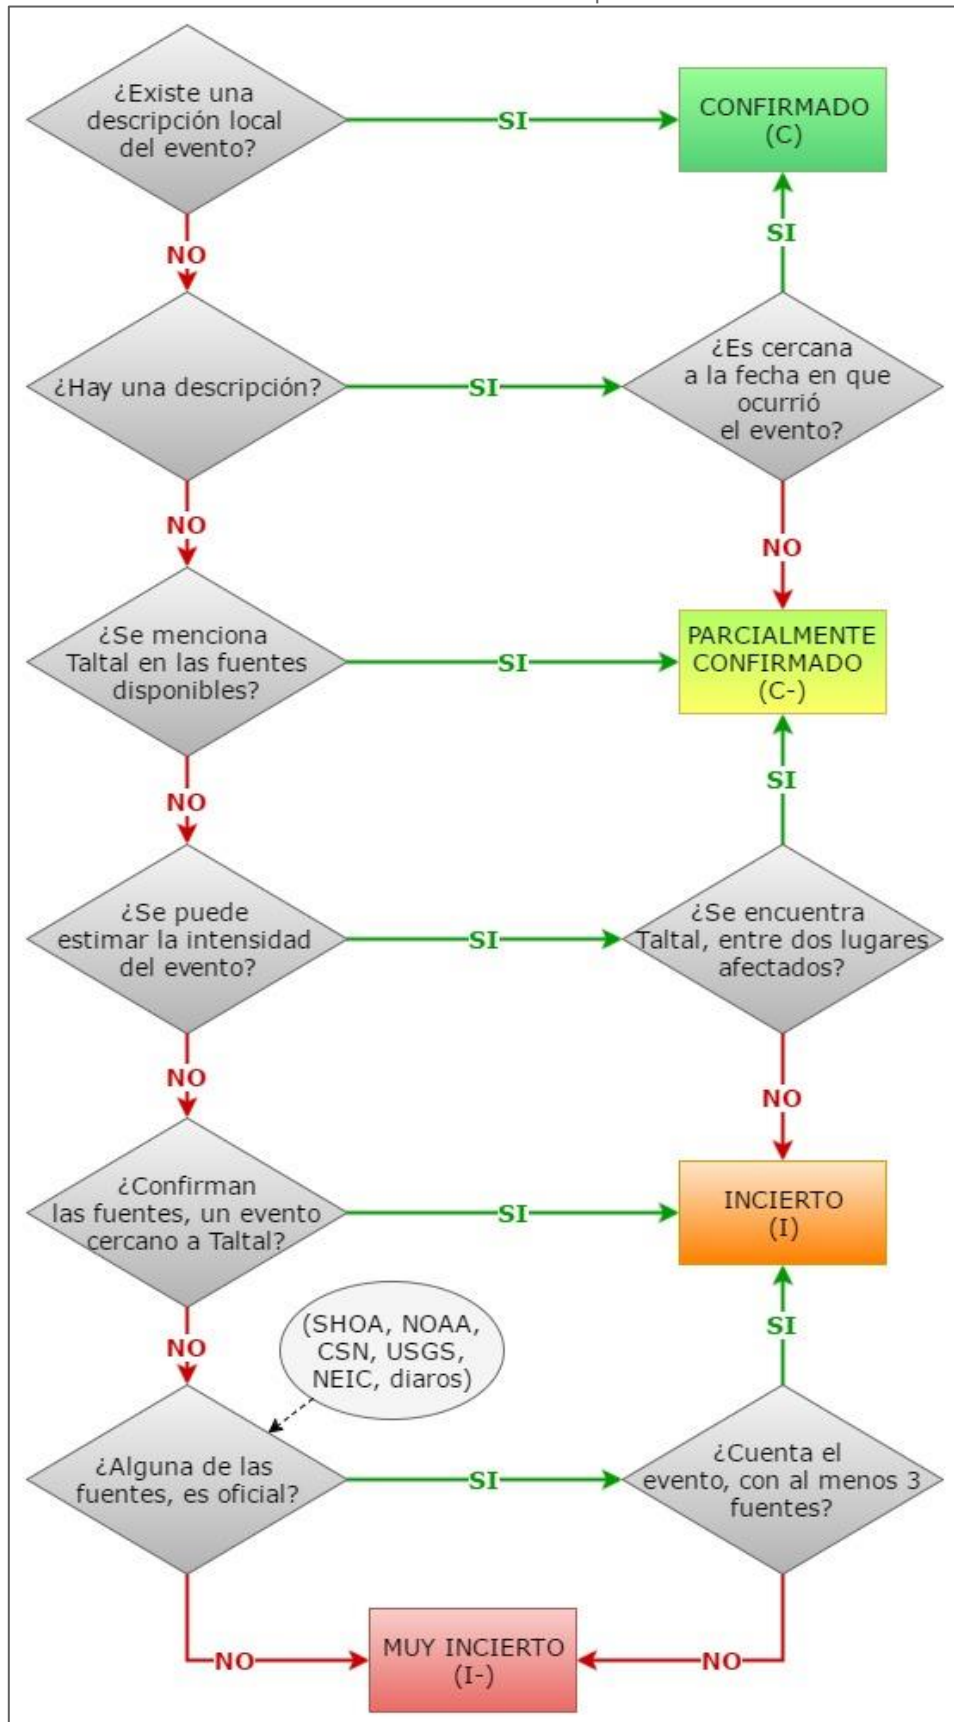 ¿Existe una
descripción local
del evento?
SI
CONFIRMADO
(C)
NO
SI
¿Hay una descripción?
SI
¿Es cercana
a la fecha en que
ocurrió
el evento?
NO
NO
¿Se menciona
Taltal en las fuentes
disponibles?
SI
PARCIALMENTE
CONFIRMADO
(C-)
NO
SI
¿Se puede
estimar la intensidad
del evento?
SI
¿Se encuentra
Taltal, entre dos lugares
afectados?
NO
NO
¿Confirman
las fuentes, un evento
cercano a Taltal?
SI
INCIERTO
(I)
NO
(SHOA, NOAA,
CSN, USGS,
NEIC, diaros)
SI
¿Alguna de las
fuentes, es oficial?
SI
¿Cuenta el
evento, con al menos 3
fuentes?
NO
MUY INCIERTO
(I-)
NO